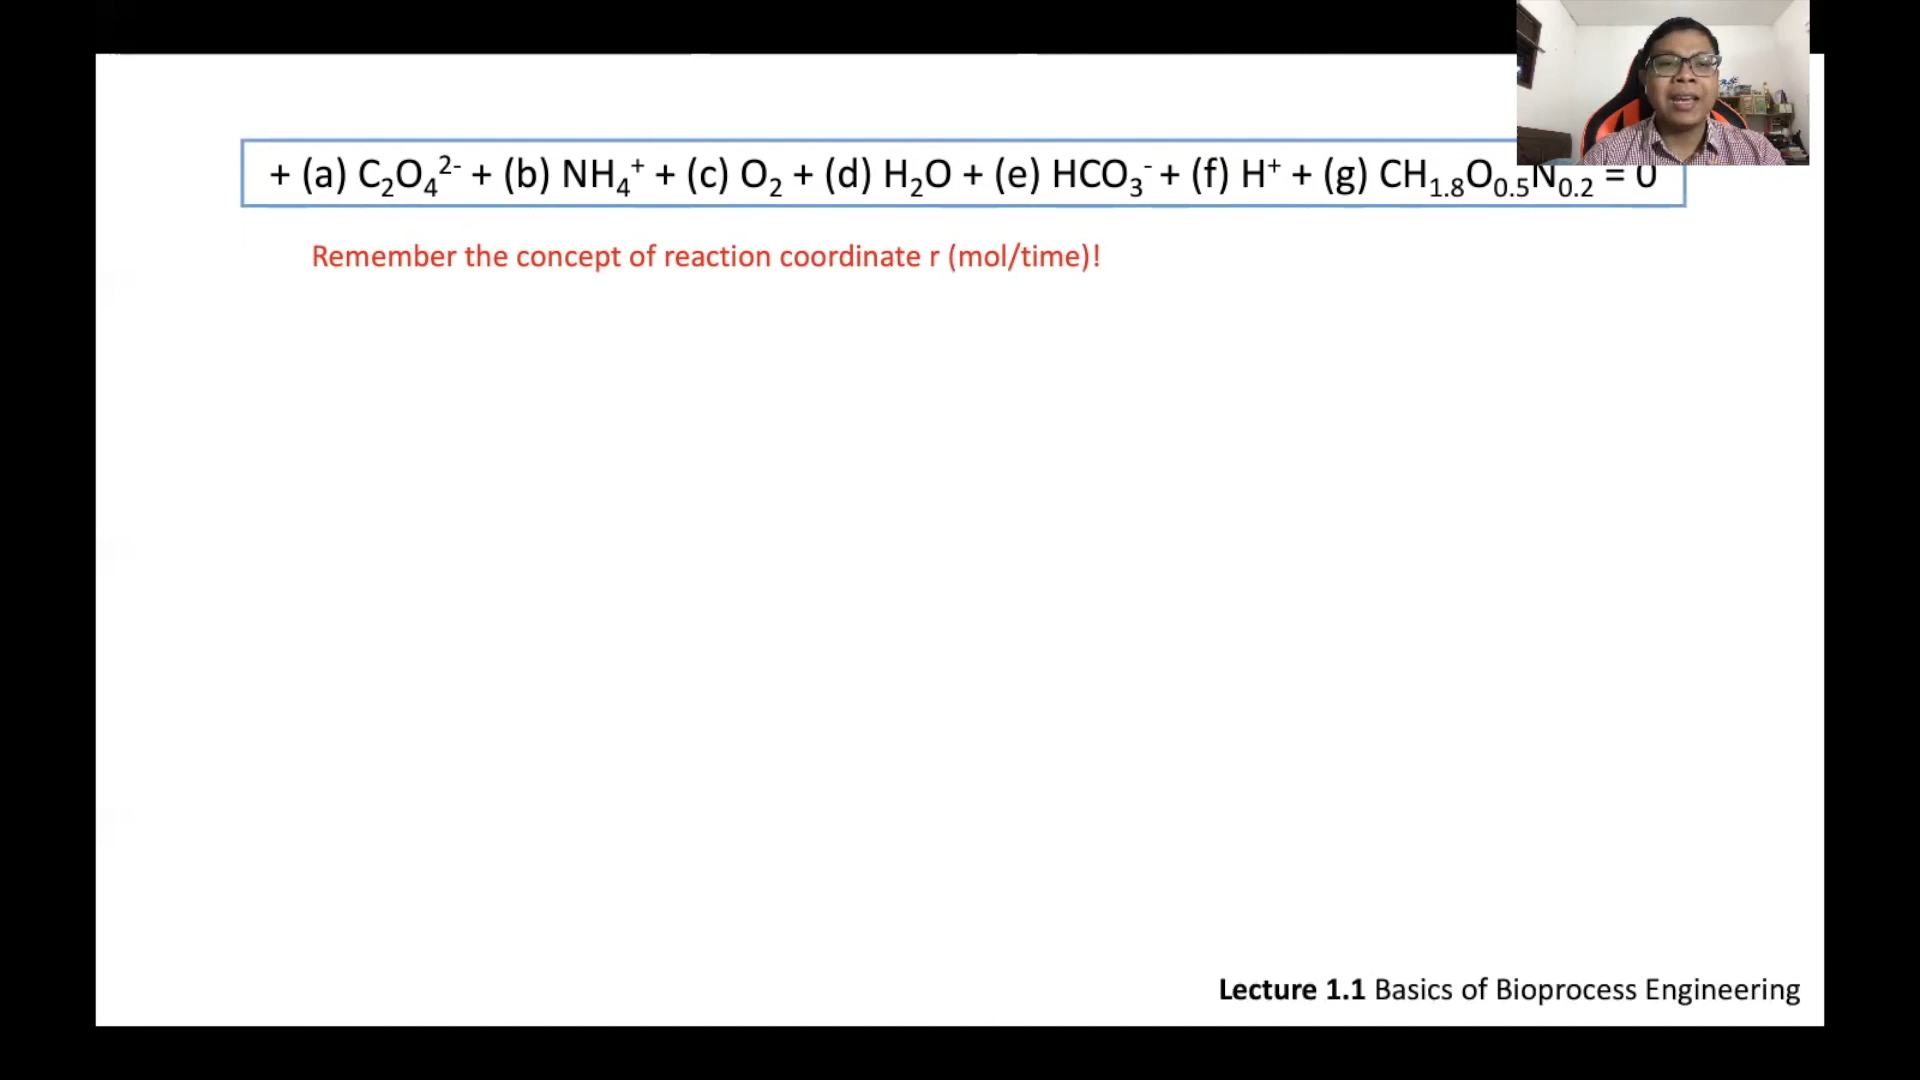 + (a) C₂O₄²⁻ + (b) NH₄⁺ + (c) O₂ + (d) H₂O + (e) HCO₃⁻ + (f) H⁺ + (g) CH₁.₈O₀.₅N₀.₂ = 0
Remember the concept of reaction coordinate r (mol/time)!
Lecture 1.1 Basics of Bioprocess Engineering